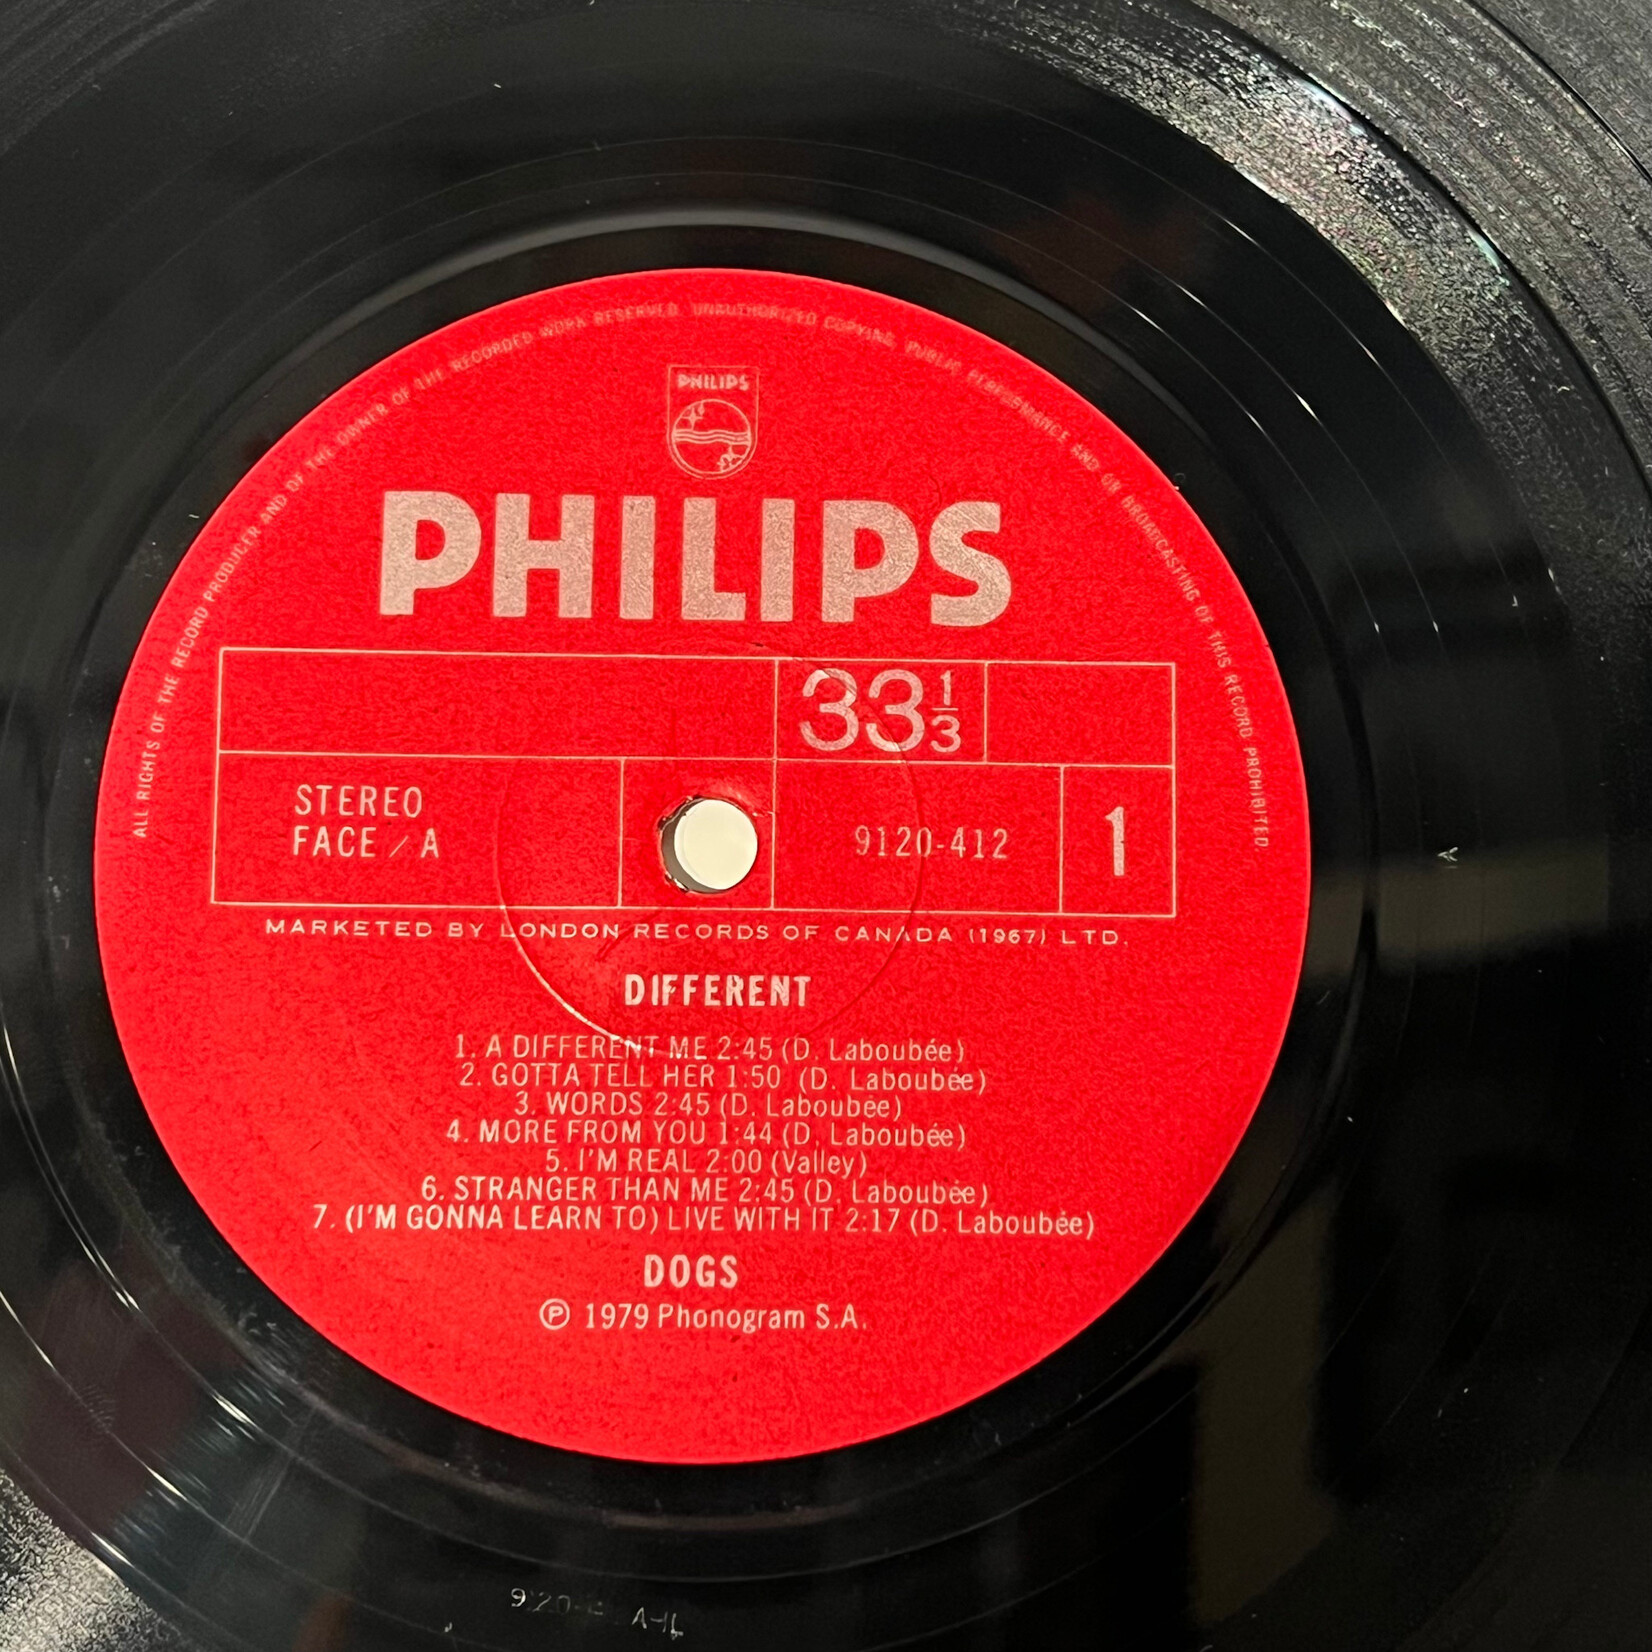 ALL RIGHTS OF THE RECORD PRODUCER AND OF THE OWNER OF THE RECORDED WORK RESERVED. UNAUTHORIZED COPYING, PUBLIC PERFORMANCE AND OR BROADCASTING OF THIS RECORD PROHIBITED.
PHILIPS
PHILIPS
33 1/3
STEREO
FACE / A
9120-412
1
MARKETED BY LONDON RECORDS OF CANADA (1967) LTD.
DIFFERENT
1. A DIFFERENT ME 2:45 (D. Laboubée)
2. GOTTA TELL HER 1:50 (D. Laboubée)
3. WORDS 2:45 (D. Laboubée)
4. MORE FROM YOU 1:44 (D. Laboubée)
5. I'M REAL 2:00 (Valley)
6. STRANGER THAN ME 2:45 (D. Laboubée)
7. (I'M GONNA LEARN TO) LIVE WITH IT 2:17 (D. Laboubée)
DOGS
Ⓟ 1979 Phonogram S.A.